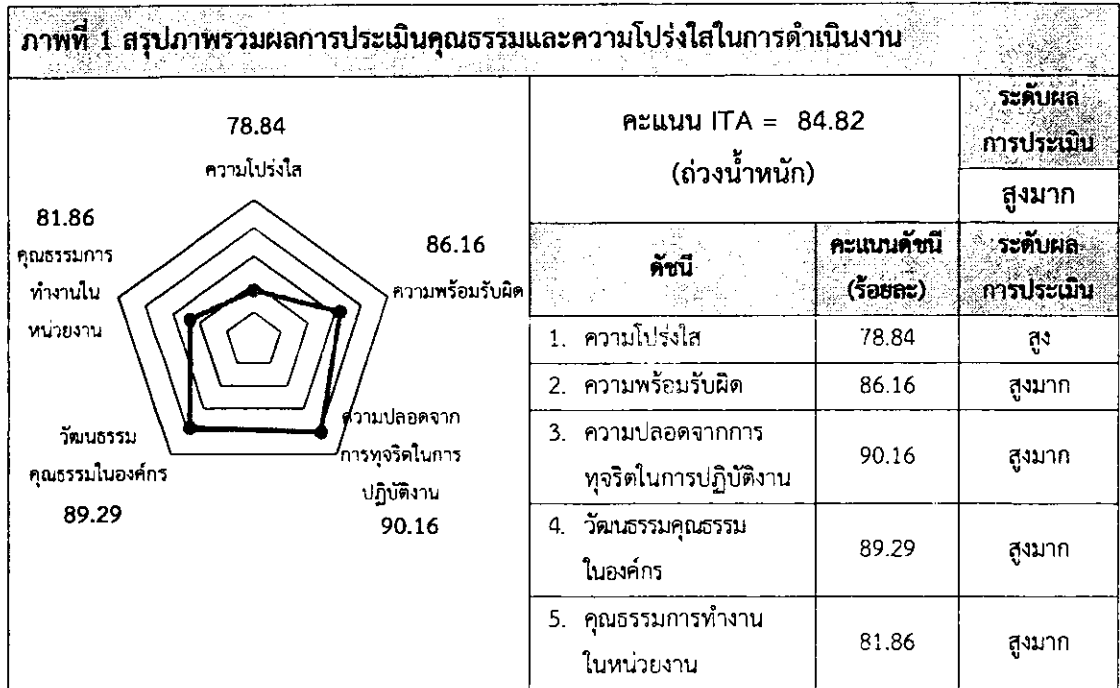 ภาพที่ 1 สรุปภาพรวมผลการประเมินคุณธรรมและความโปร่งใสในการดำเนินงาน
78.84
ความโปร่งใส
81.86
คุณธรรมการ
ทำงานใน
หน่วยงาน
86.16
ความพร้อมรับผิด
วัฒนธรรม
คุณธรรมในองค์กร
89.29
ความปลอดจาก
การทุจริตในการ
ปฏิบัติงาน
90.16
คะแนน ITA = 84.82
(ถ่วงน้ำหนัก)
ระดับผล
การประเมิน
สูงมาก
ดัชนี
คะแนนดัชนี
(ร้อยละ)
ระดับผล
การประเมิน
1. ความโปร่งใส 78.84 สูง
2. ความพร้อมรับผิด 86.16 สูงมาก
3. ความปลอดจากการ
ทุจริตในการปฏิบัติงาน
90.16 สูงมาก
4. วัฒนธรรมคุณธรรม
ในองค์กร
89.29 สูงมาก
5. คุณธรรมการทำงาน
ในหน่วยงาน
81.86 สูงมาก